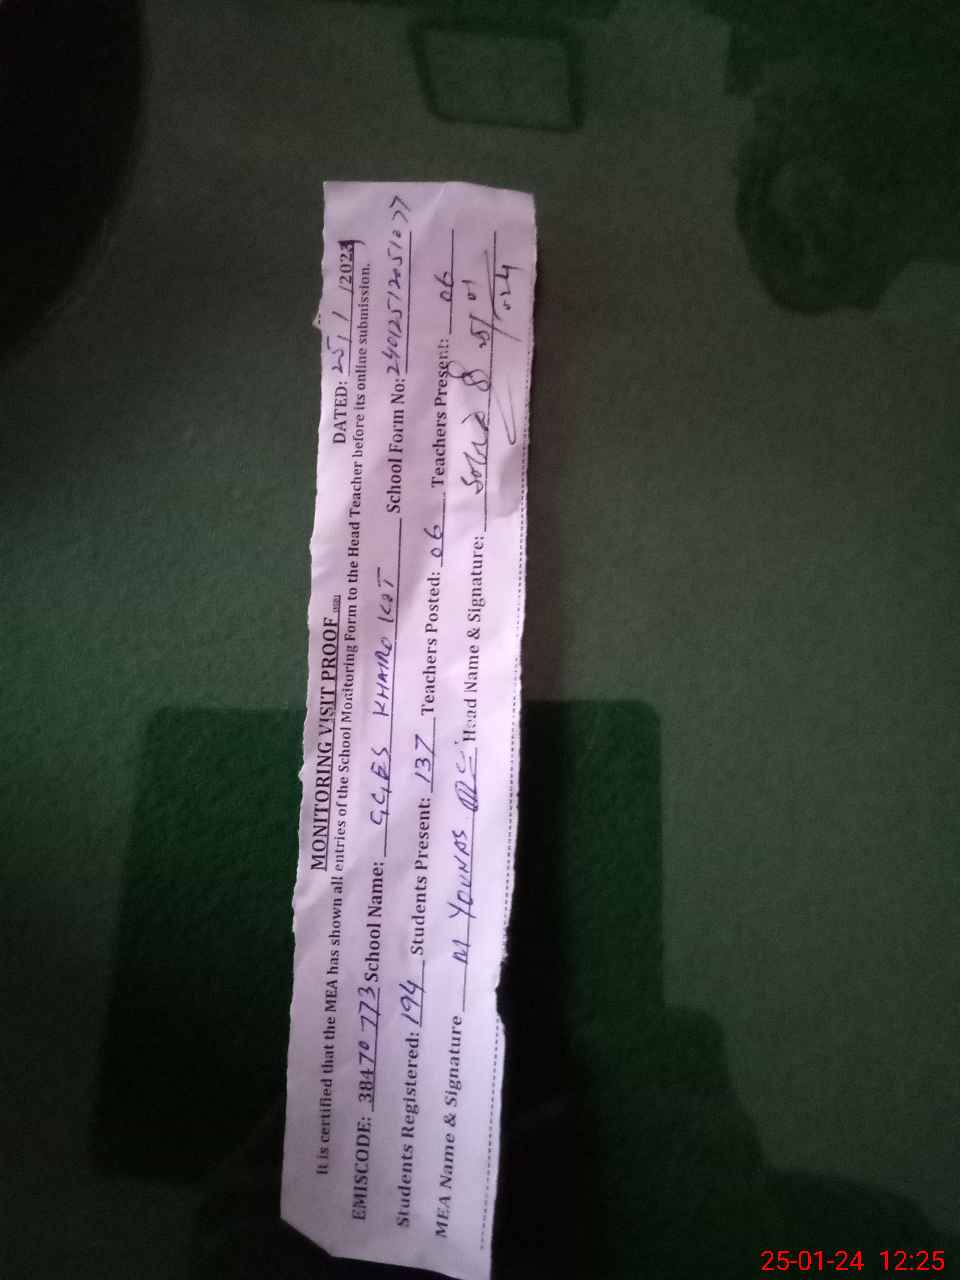 MONITORING VISIT PROOF
DATED: 25/1/2024
It is certified that the MEA has shown all entries of the School Monitoring Form to the Head Teacher before its online submission.
EMISCODE: 38470773 School Name: GGES KHAIRO KOT School Form No: 24012512051077
Students Registered: 194 Students Present: 137 Teachers Posted: 06 Teachers Present: 06
MEA Name & Signature M YOUNAS Head Name & Signature:
25/01
2024
25-01-24 12:25